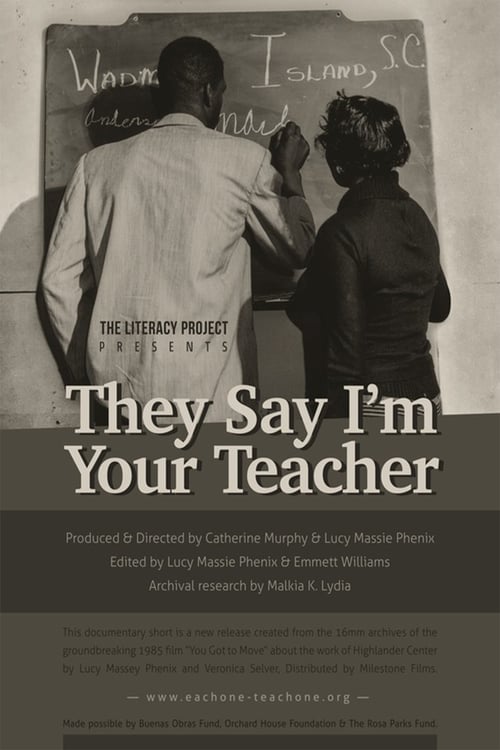 WADM I ISLAND, S.C.
THE LITERACY PROJECT
PRESENTS
They Say I'm
Your Teacher
Produced & Directed by Catherine Murphy & Lucy Massie Phenix
Edited by Lucy Massie Phenix & Emmett Williams
Archival research by Malkia K. Lydia
This documentary short is a new release created from the 16mm archives of the
groundbreaking 1985 film "You Got to Move" about the work of Highlander Center
by Lucy Massey Phenix and Veronica Selver, Distributed by Milestone Films.
— www.eachone-teachone.org —
Made possible by Buenas Obras Fund, Orchard House Foundation & The Rosa Parks Fund.